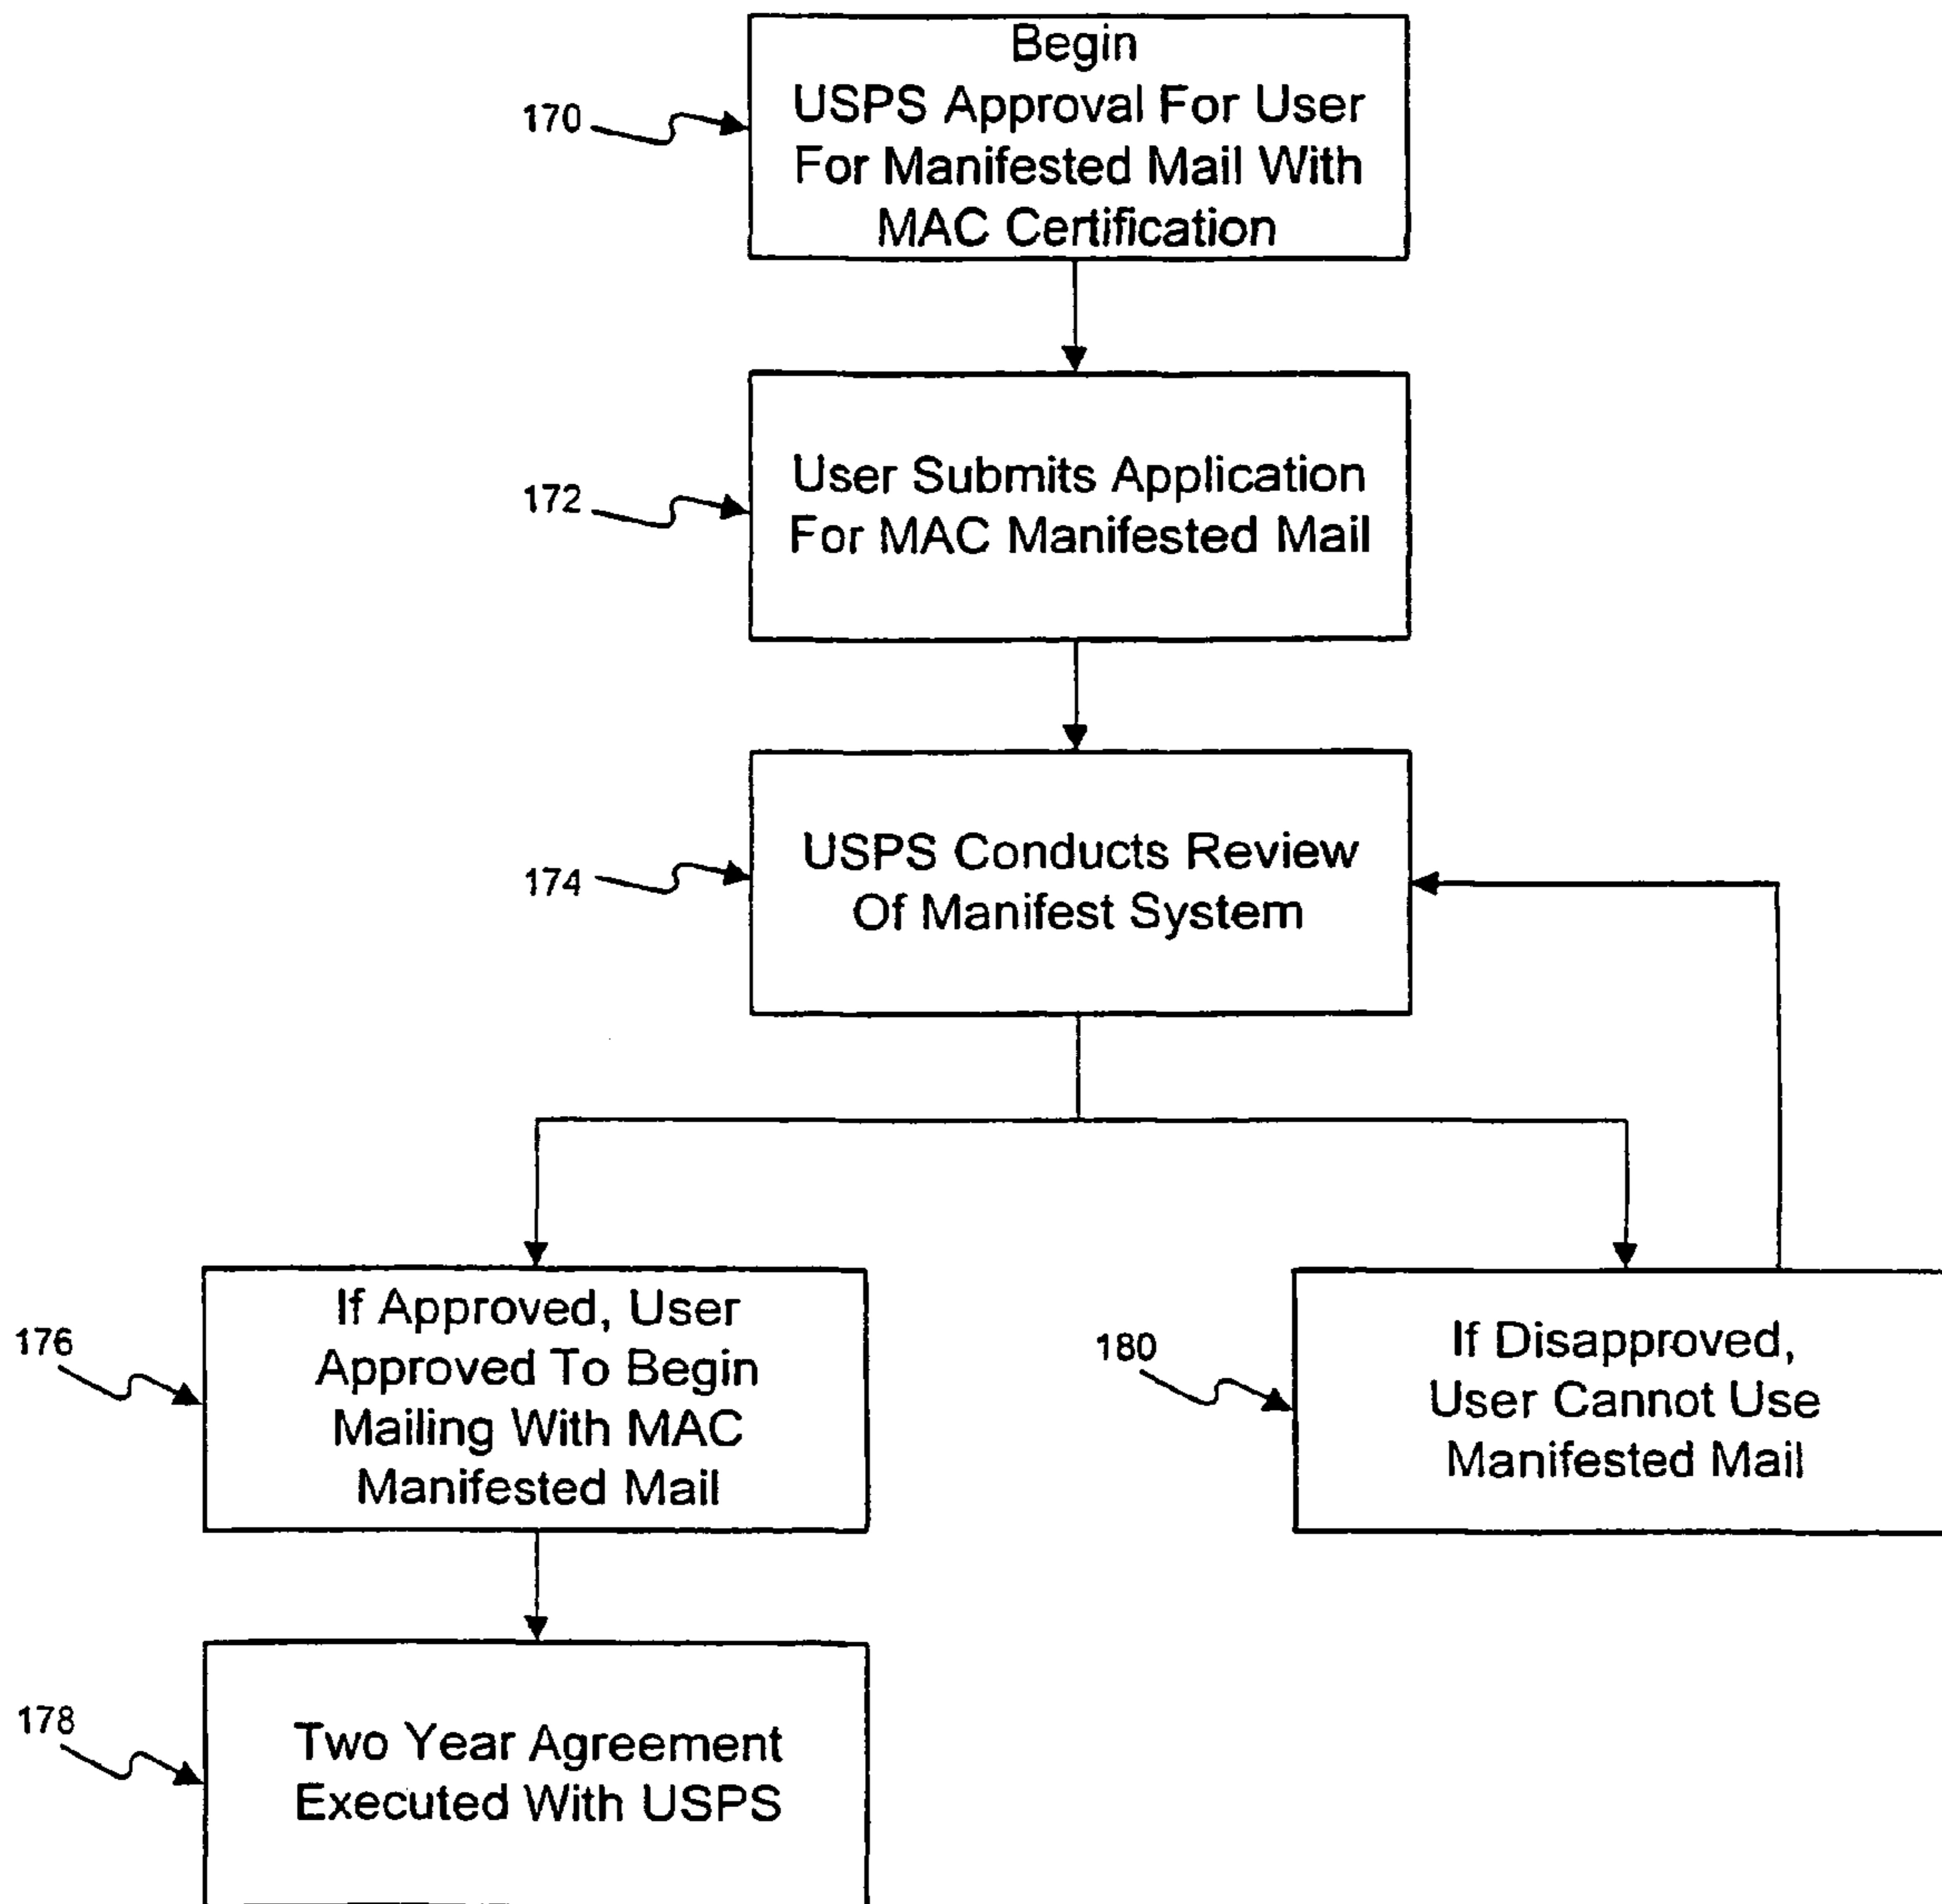 Begin
USPS Approval For User
For Manifested Mail With
MAC Certification
170
User Submits Application
For MAC Manifested Mail
172
USPS Conducts Review
Of Manifest System
174
If Approved, User
Approved To Begin
Mailing With MAC
Manifested Mail
176
If Disapproved,
User Cannot Use
Manifested Mail
180
Two Year Agreement
Executed With USPS
178